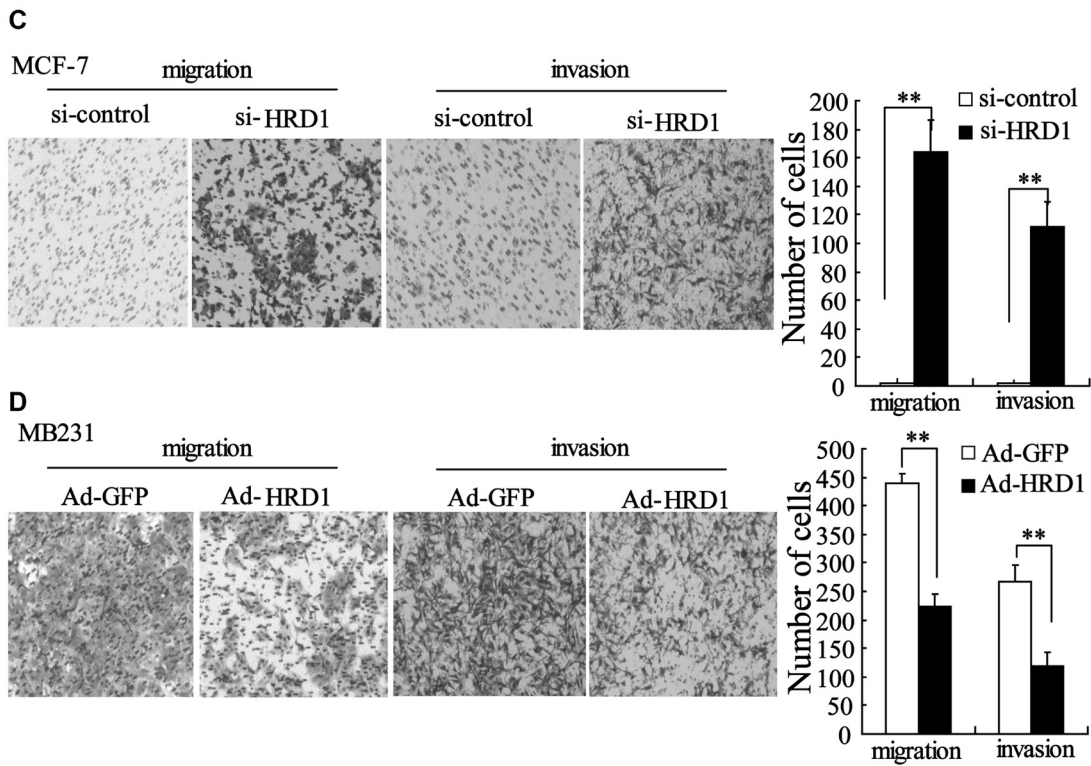 C
MCF-7
migration
invasion
si-control
si-HRD1
si-control
si-HRD1
Number of cells
200
180
160
140
120
100
80
60
40
20
0
**
**
si-control
si-HRD1
migration
invasion
D
MB231
migration
invasion
Ad-GFP
Ad-HRD1
Ad-GFP
Ad-HRD1
Number of cells
500
450
400
350
300
250
200
150
100
50
0
**
**
Ad-GFP
Ad-HRD1
migration
invasion